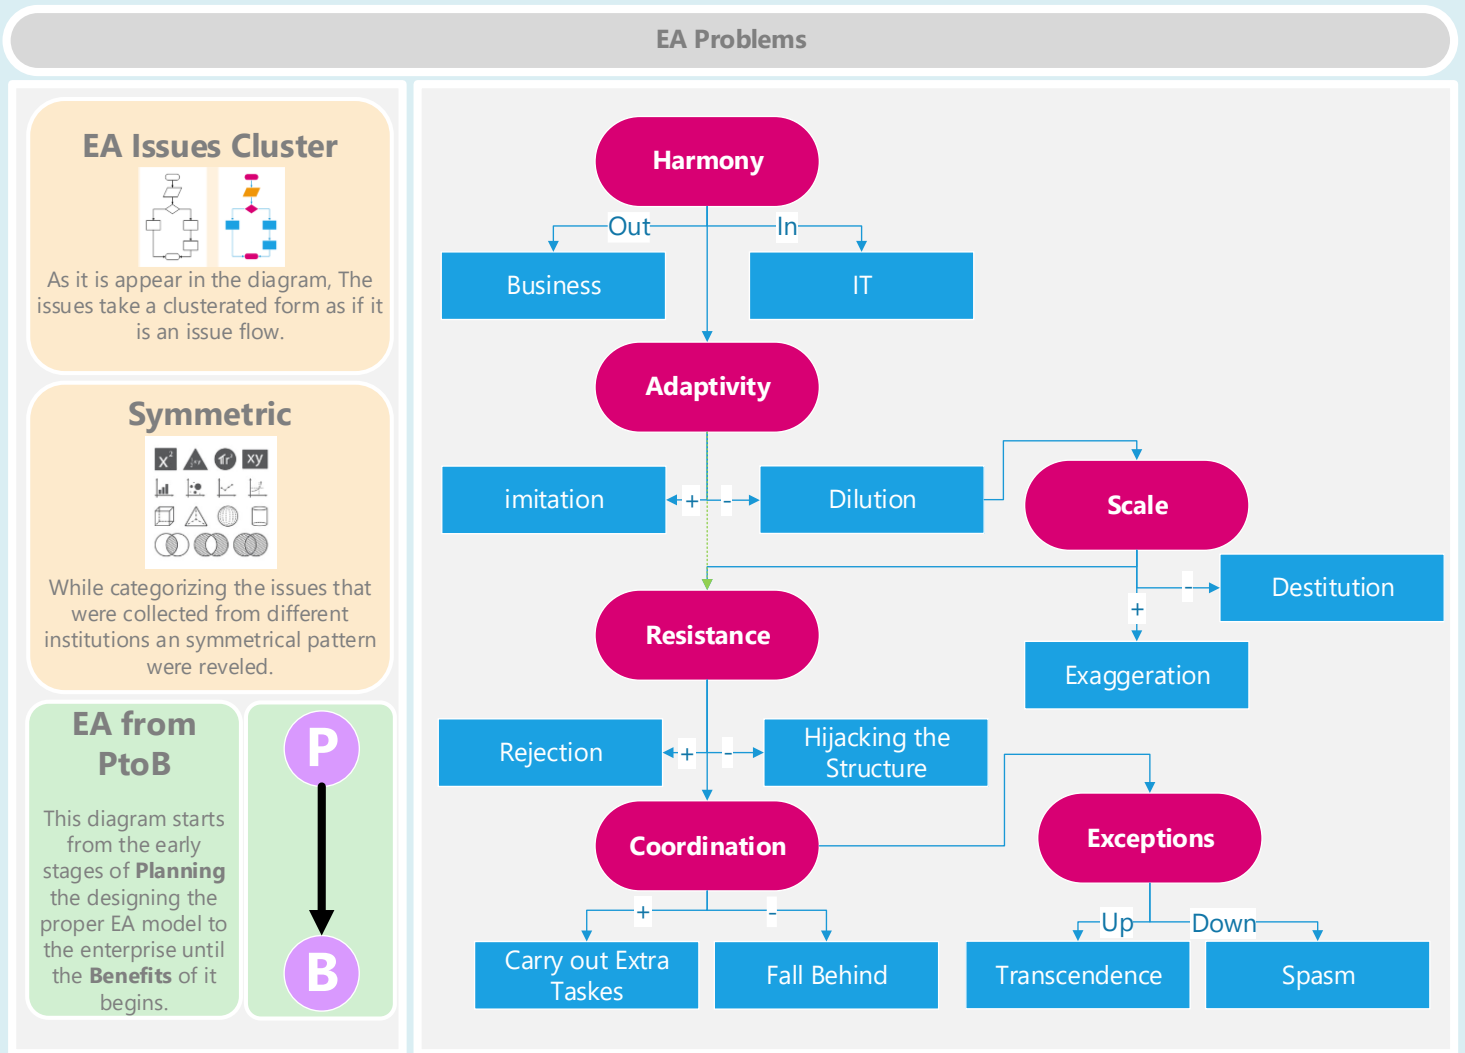 EA Problems
EA Issues Cluster
As it is appear in the diagram, The
issues take a clusterated form as if it
is an issue flow.
Symmetric
x²
πr²
xy
While categorizing the issues that
were collected from different
institutions an symmetrical pattern
were reveled.
EA from
PtoB
This diagram starts
from the early
stages of Planning
the designing the
proper EA model to
the enterprise until
the Benefits of it
begins.
P
B
Harmony
Out
In
Business
IT
Adaptivity
imitation
+
-
Dilution
Scale
-
Destitution
+
Exaggeration
Resistance
Rejection
+
-
Hijacking the
Structure
Coordination
Exceptions
+
-
Up
Down
Carry out Extra
Taskes
Fall Behind
Transcendence
Spasm